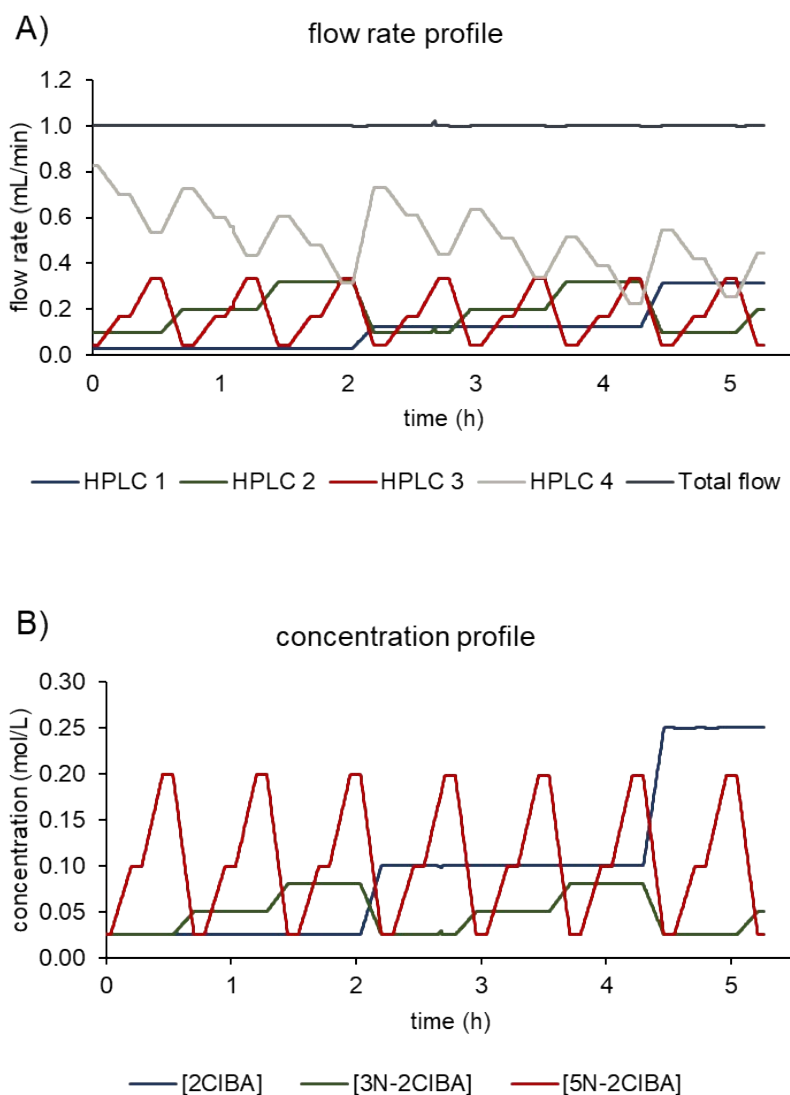 A)
flow rate profile
flow rate (mL/min)
1.2
1.0
0.8
0.6
0.4
0.2
0.0
0 1 2 3 4 5
time (h)
HPLC 1 HPLC 2 HPLC 3 HPLC 4 Total flow
B)
concentration profile
concentration (mol/L)
0.30
0.25
0.20
0.15
0.10
0.05
0.00
0 1 2 3 4 5
time (h)
[2ClBA] [3N-2ClBA] [5N-2ClBA]